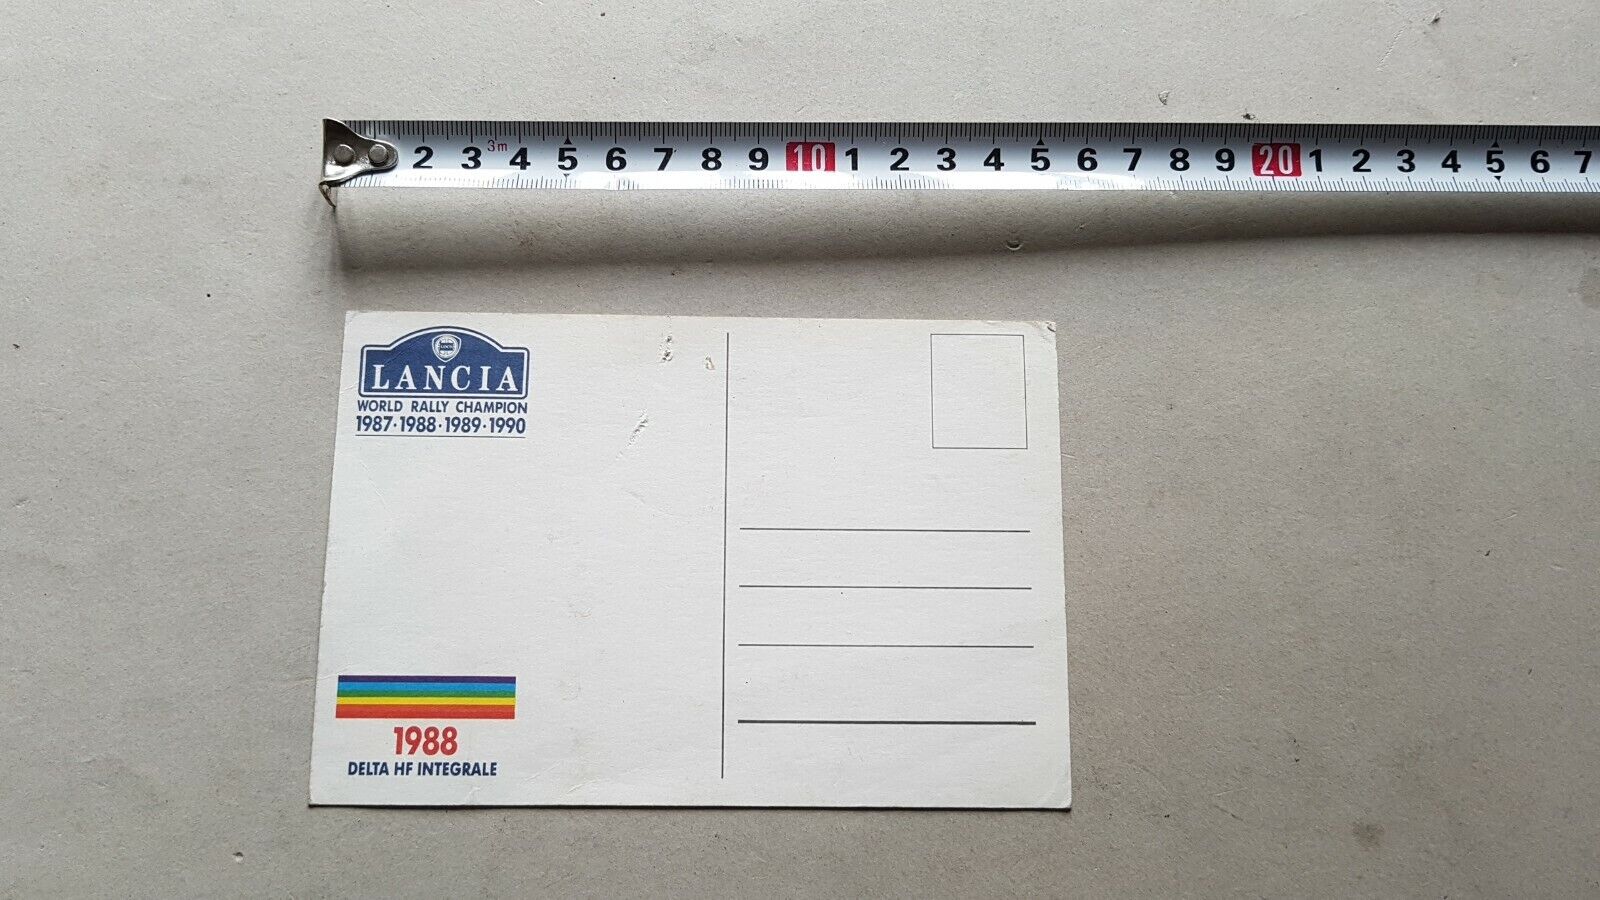 3m
2 3 4 5 6 7 8 9 10 1 2 3 4 5 6 7 8 9 20 1 2 3 4 5 6 7
LANCIA
WORLD RALLY CHAMPION
1987·1988·1989·1990
1988
DELTA HF INTEGRALE